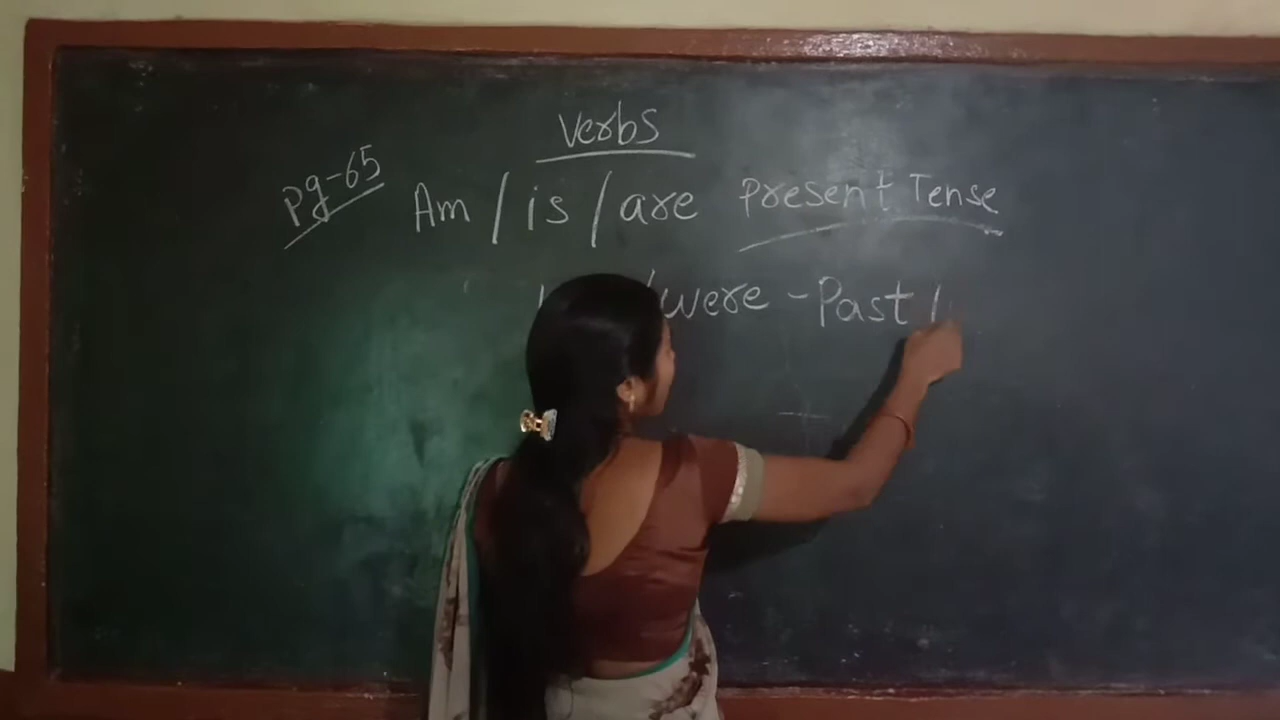 Verbs
Pg-65
Am / is / are Present Tense
/ were - Past